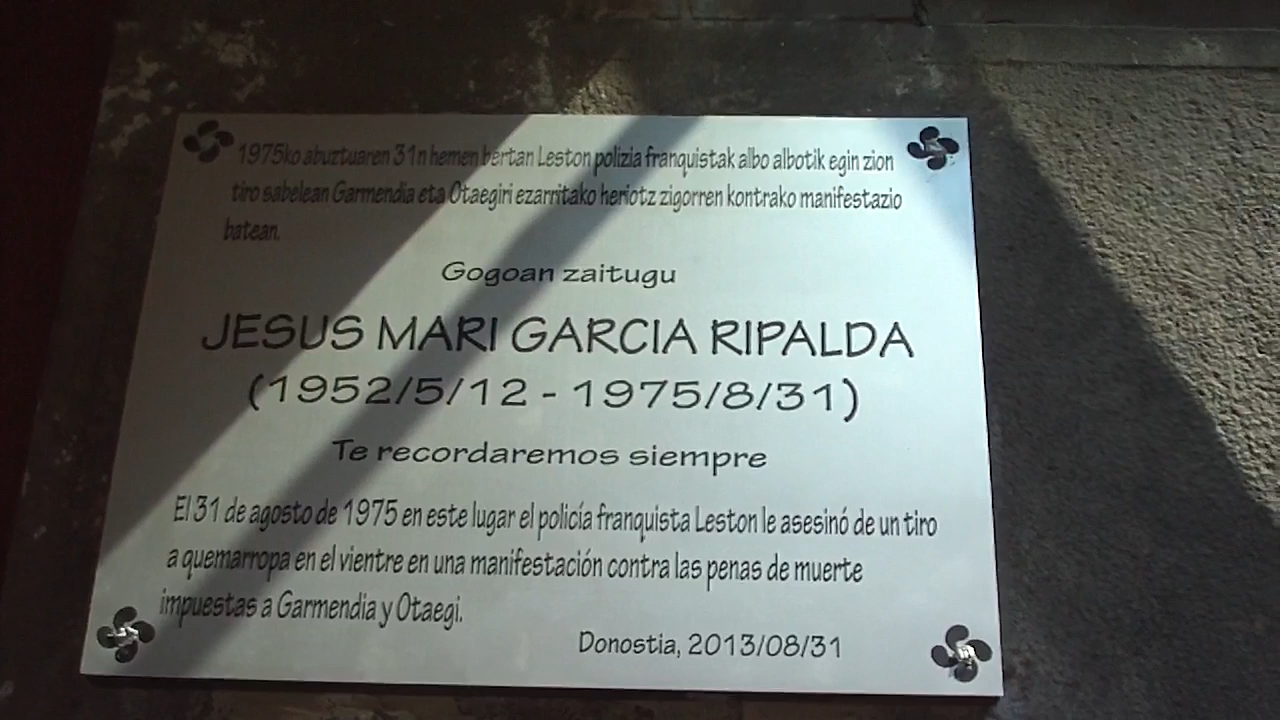 1975ko abuztuaren 31n hemen bertan Leston polizia franquistak albo albotik egin zion
tiro sabelean Garmendia eta Otaegiri ezarritako heriotz zigorren kontrako manifestazio
batean.
Gogoan zaitugu
JESUS MARI GARCIA RIPALDA
(1952/5/12 - 1975/8/31)
Te recordaremos siempre
El 31 de agosto de 1975 en este lugar el policía franquista Leston le asesinó de un tiro
a quemarropa en el vientre en una manifestación contra las penas de muerte
impuestas a Garmendia y Otaegi.
Donostia, 2013/08/31